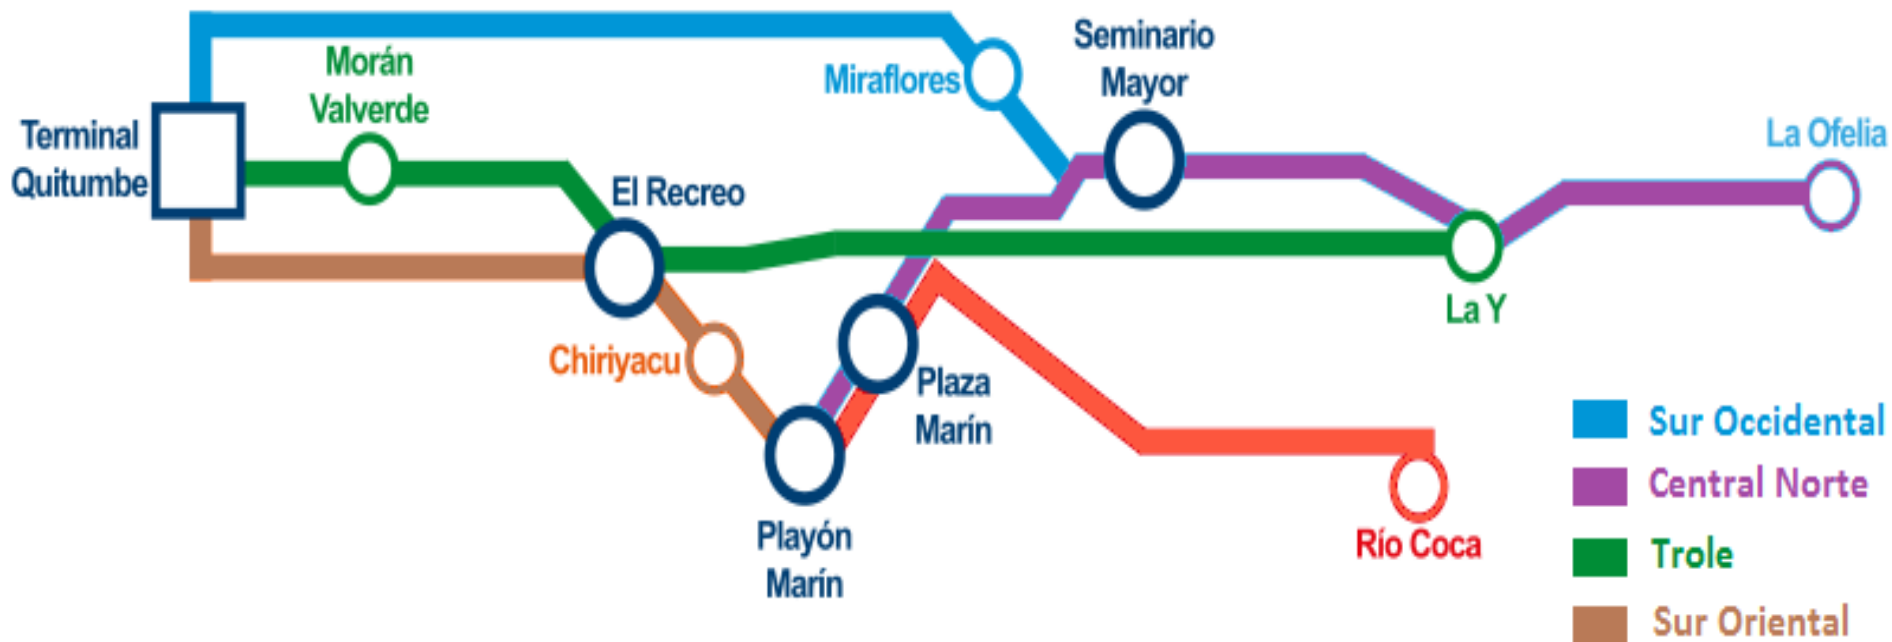 Morán
Valverde
Miraflores
Seminario
Mayor
Terminal
Quitumbe
La Ofelia
El Recreo
La Y
Chiriyacu
Plaza
Marín
Playón
Marín
Río Coca
Sur Occidental
Central Norte
Trole
Sur Oriental